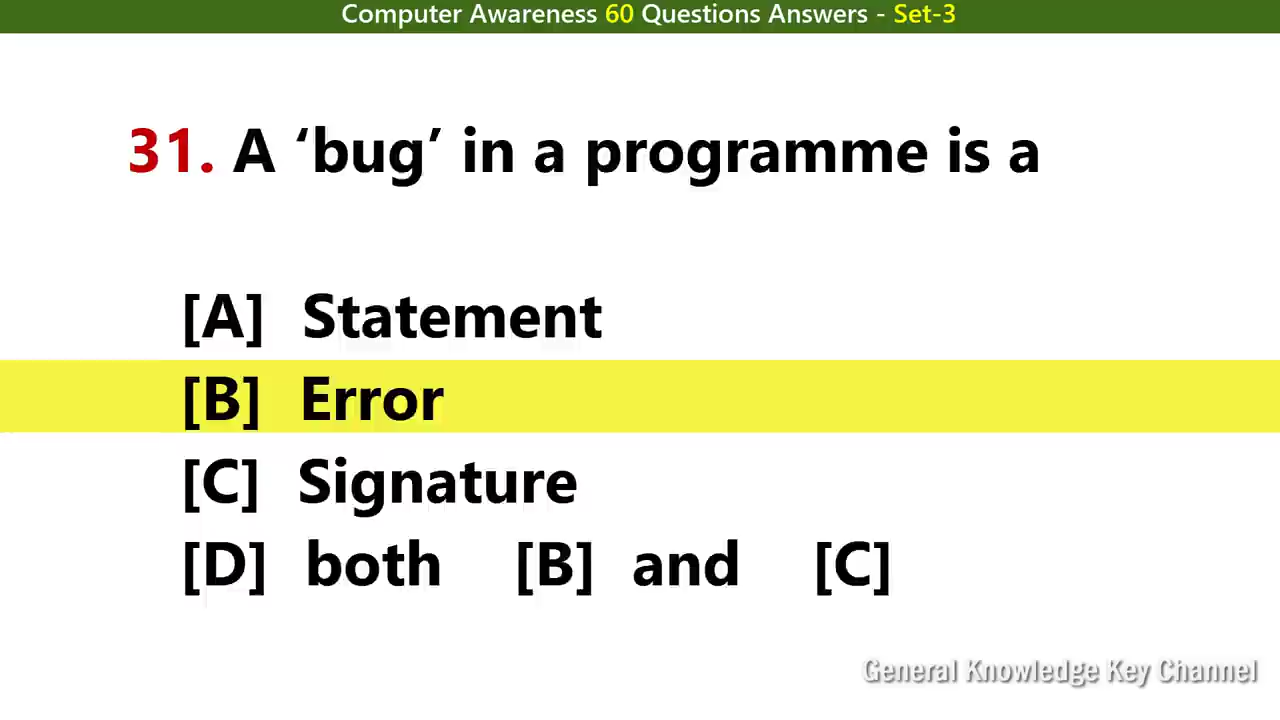 Computer Awareness 60 Questions Answers - Set-3
31. A ‘bug’ in a programme is a
[A] Statement
[B] Error
[C] Signature
[D] both [B] and [C]
General Knowledge Key Channel